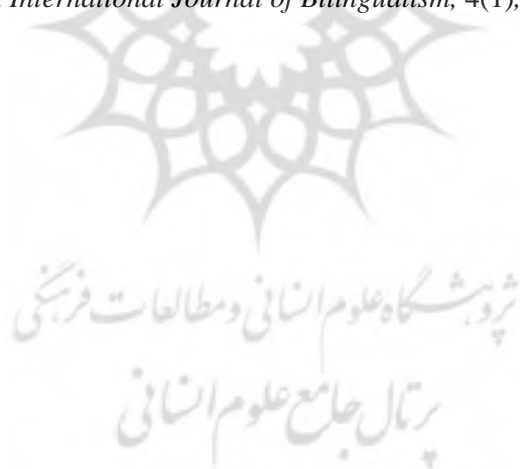 International Journal of Bilingualism, 4(1),
پژوهشگاه علوم انسانی و مطالعات فرهنگی
پرتال جامع علوم انسانی